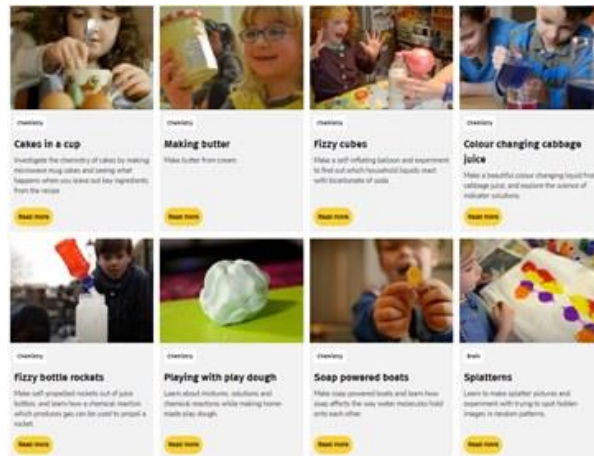 Chemistry
Cakes in a cup
Investigate the chemistry of cakes by making
microwave mug cakes and seeing what
happens when you leave out key ingredients
from the recipe
Read more
Chemistry
Making butter
Make butter from cream.
Read more
Chemistry
Fizzy cubes
Make a self-inflating balloon and experiment
to find out which household liquids react
with bicarbonate of soda.
Read more
Chemistry
Colour changing cabbage
juice
Make a beautiful colour changing liquid from
cabbage juice, and explore the science of
indicator solutions.
Read more
Chemistry
Fizzy bottle rockets
Make self-propelled rockets out of juice
bottles, and learn how a chemical reaction
which produces gas can be used to propel a
rocket.
Read more
Chemistry
Playing with play dough
Learn about mixtures, solutions and
chemical reactions while making home-
made play dough.
Read more
Chemistry
Soap powered boats
Make soap powered boats and learn how
soap affects the way water molecules hold
onto each other.
Read more
Brain
Splatterns
Learn to make splatter pictures and
experiment with trying to spot hidden
images in random patterns.
Read more